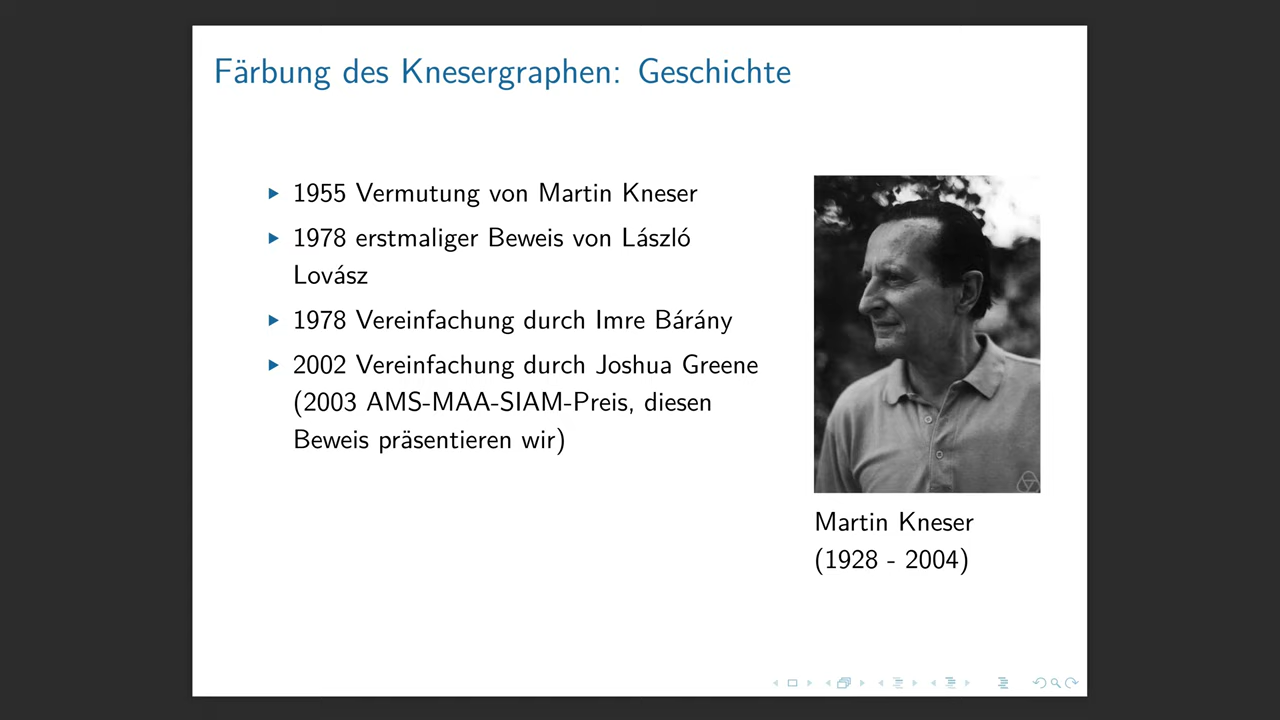 Färbung des Knesergraphen: Geschichte
1955 Vermutung von Martin Kneser
1978 erstmaliger Beweis von László
Lovász
1978 Vereinfachung durch Imre Bárány
2002 Vereinfachung durch Joshua Greene
(2003 AMS-MAA-SIAM-Preis, diesen
Beweis präsentieren wir)
Martin Kneser
(1928 - 2004)